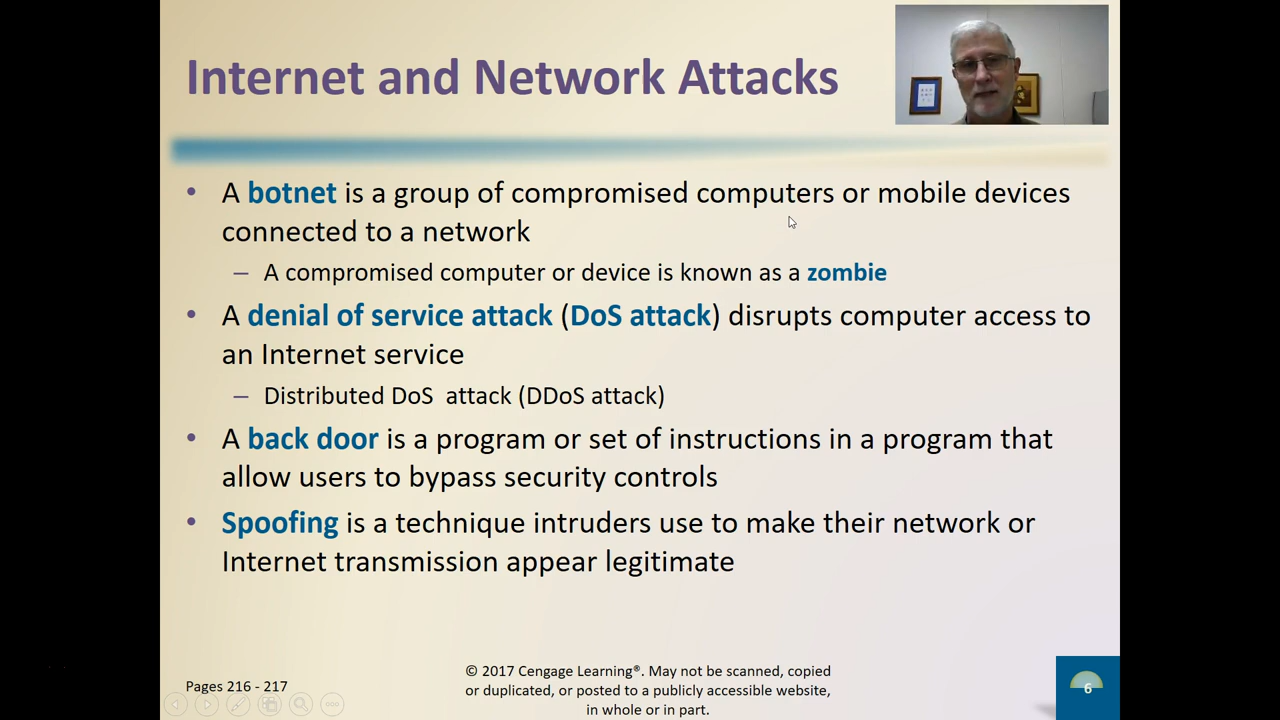 Internet and Network Attacks
• A botnet is a group of compromised computers or mobile devices
connected to a network
– A compromised computer or device is known as a zombie
• A denial of service attack (DoS attack) disrupts computer access to
an Internet service
– Distributed DoS  attack (DDoS attack)
• A back door is a program or set of instructions in a program that
allow users to bypass security controls
• Spoofing is a technique intruders use to make their network or
Internet transmission appear legitimate
Pages 216 - 217
© 2017 Cengage Learning®. May not be scanned, copied
or duplicated, or posted to a publicly accessible website,
in whole or in part.
6